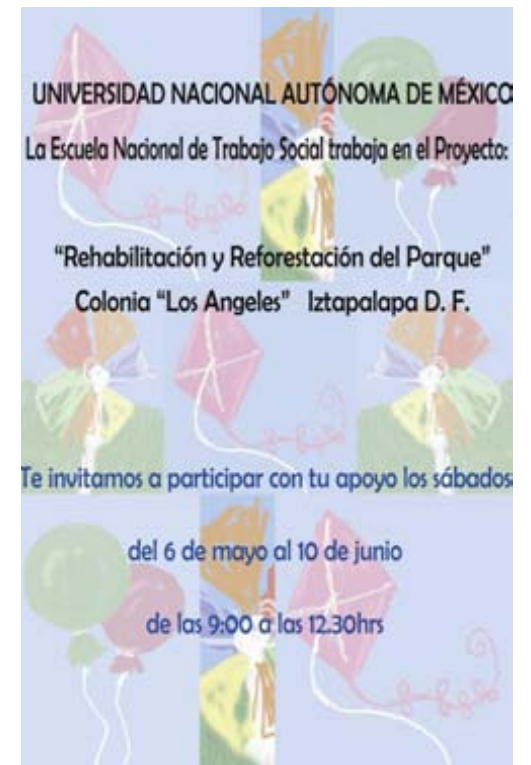 UNIVERSIDAD NACIONAL AUTÓNOMA DE MÉXICO
La Escuela Nacional de Trabajo Social trabaja en el Proyecto:
“Rehabilitación y Reforestación del Parque”
Colonia “Los Angeles” Iztapalapa D. F.
Te invitamos a participar con tu apoyo los sábados
del 6 de mayo al 10 de junio
de las 9:00 a las 12.30hrs